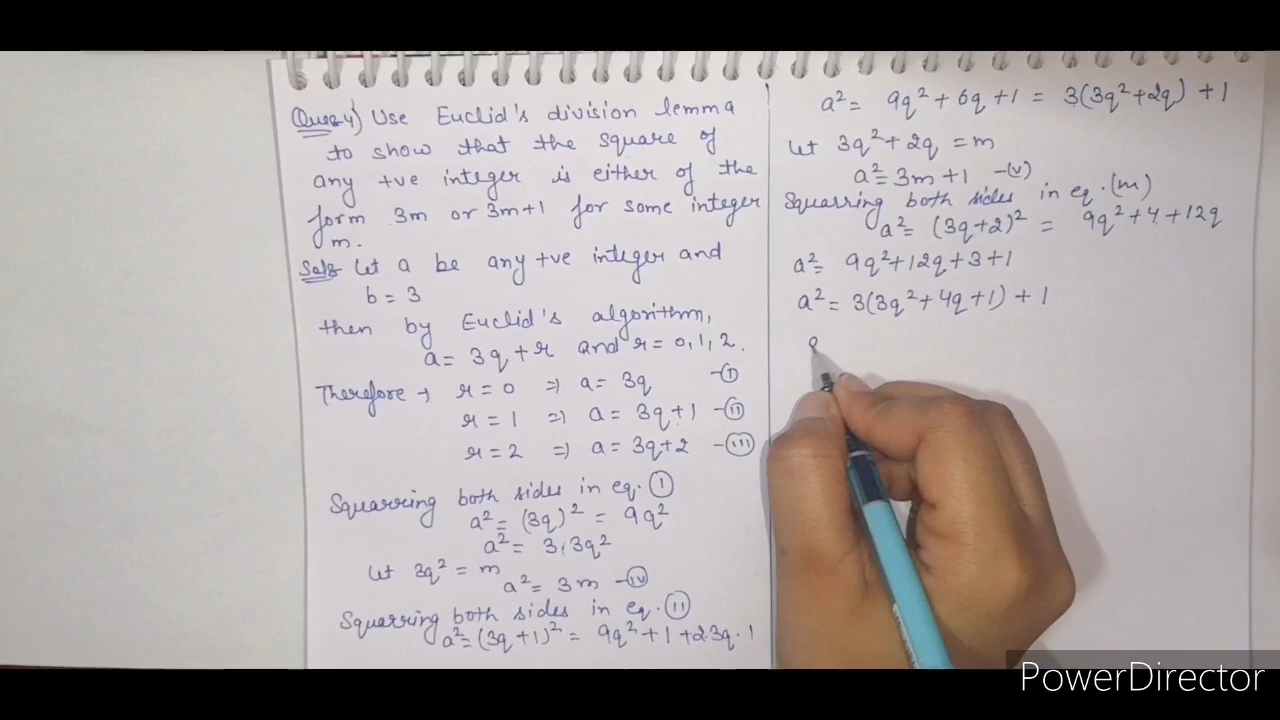 Ques 4) Use Euclid's division lemma
to show that the square of
any +ve integer is either of the
form 3m or 3m+1 for some integer
m.
Sol: Let a be any +ve integer and
b = 3
then by Euclid's algorithm,
a = 3q + r and r = 0, 1, 2.
Therefore → r = 0 ⇒ a = 3q - (I)
r = 1 ⇒ a = 3q + 1 - (II)
r = 2 ⇒ a = 3q + 2 - (III)
Squarring both sides in eq. (I)
a² = (3q)² = 9q²
a² = 3.3q²
Let 3q² = m
a² = 3m - (IV)
Squarring both sides in eq. (II)
a² = (3q + 1)² = 9q² + 1 + 2.3q.1
a² = 9q² + 6q + 1 = 3(3q² + 2q) + 1
Let 3q² + 2q = m
a² = 3m + 1 - (V)
Squarring both sides in eq. (III)
a² = (3q + 2)² = 9q² + 4 + 12q
a² = 9q² + 12q + 3 + 1
a² = 3(3q² + 4q + 1) + 1
PowerDirector